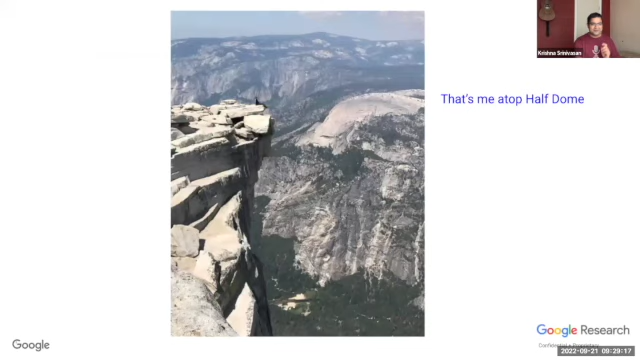 Krishna Srinivasan
That's me atop Half Dome
Google
Google Research
2022-09-21 09:29:17